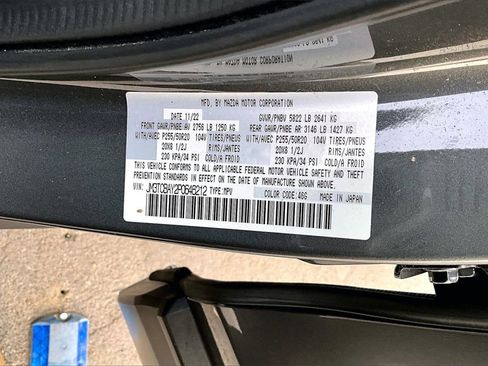 MFD. BY MAZDA MOTOR CORPORATION
DATE 11/22 GVWR/PNBV 5822 LB 2641 KG
FRONT GAWR/PNBE AV 2756 LB 1250 KG REAR GAWR/PNBE AR 3146 LB 1427 KG
WITH/AVEC P255/50R20 104V TIRES/PNEUS WITH/AVEC P255/50R20 104V TIRES/PNEUS
20X8 1/2J RIMS/JANTES 20X8 1/2J RIMS/JANTES
230 KPA/34 PSI COLD/A FROID 230 KPA/34 PSI COLD/A FROID
THIS VEHICLE CONFORMS TO ALL APPLICABLE FEDERAL MOTOR VEHICLE SAFETY AND THEFT
PREVENTION STANDARDS IN EFFECT ON THE DATE OF MANUFACTURE SHOWN ABOVE.
VIN: JM3TCBAY2P0646212 TYPE:MPV COLOR CODE:46G MADE IN JAPAN